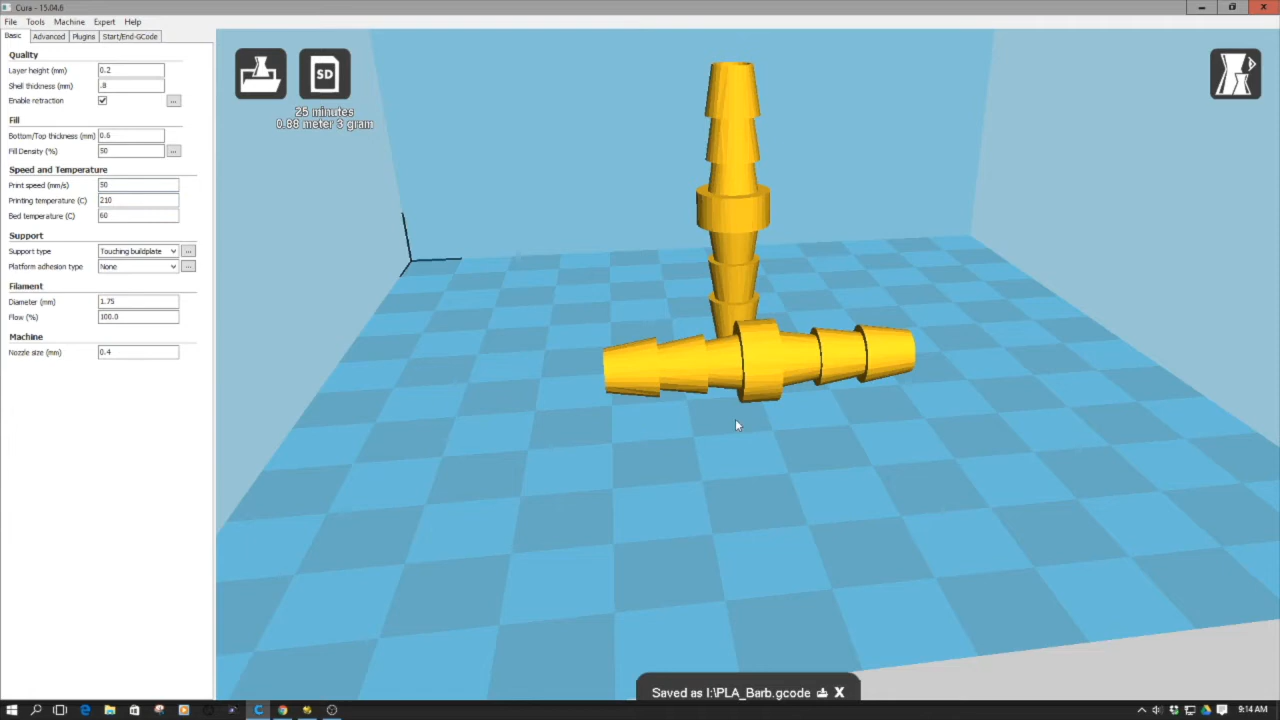 Cura - 15.04.6
File Tools Machine Expert Help
Basic Advanced Plugins Start/End-GCode
Quality
Layer height (mm) 0.2
Shell thickness (mm) .8
Enable retraction ...
Fill
Bottom/Top thickness (mm) 0.6
Fill Density (%) 50 ...
Speed and Temperature
Print speed (mm/s) 50
Printing temperature (C) 210
Bed temperature (C) 60
Support
Support type Touching buildplate ...
Platform adhesion type None ...
Filament
Diameter (mm) 1.75
Flow (%) 100.0
Machine
Nozzle size (mm) 0.4
SD
25 minutes
0.88 meter 3 gram
Saved as I:\PLA_Barb.gcode X
9:14 AM